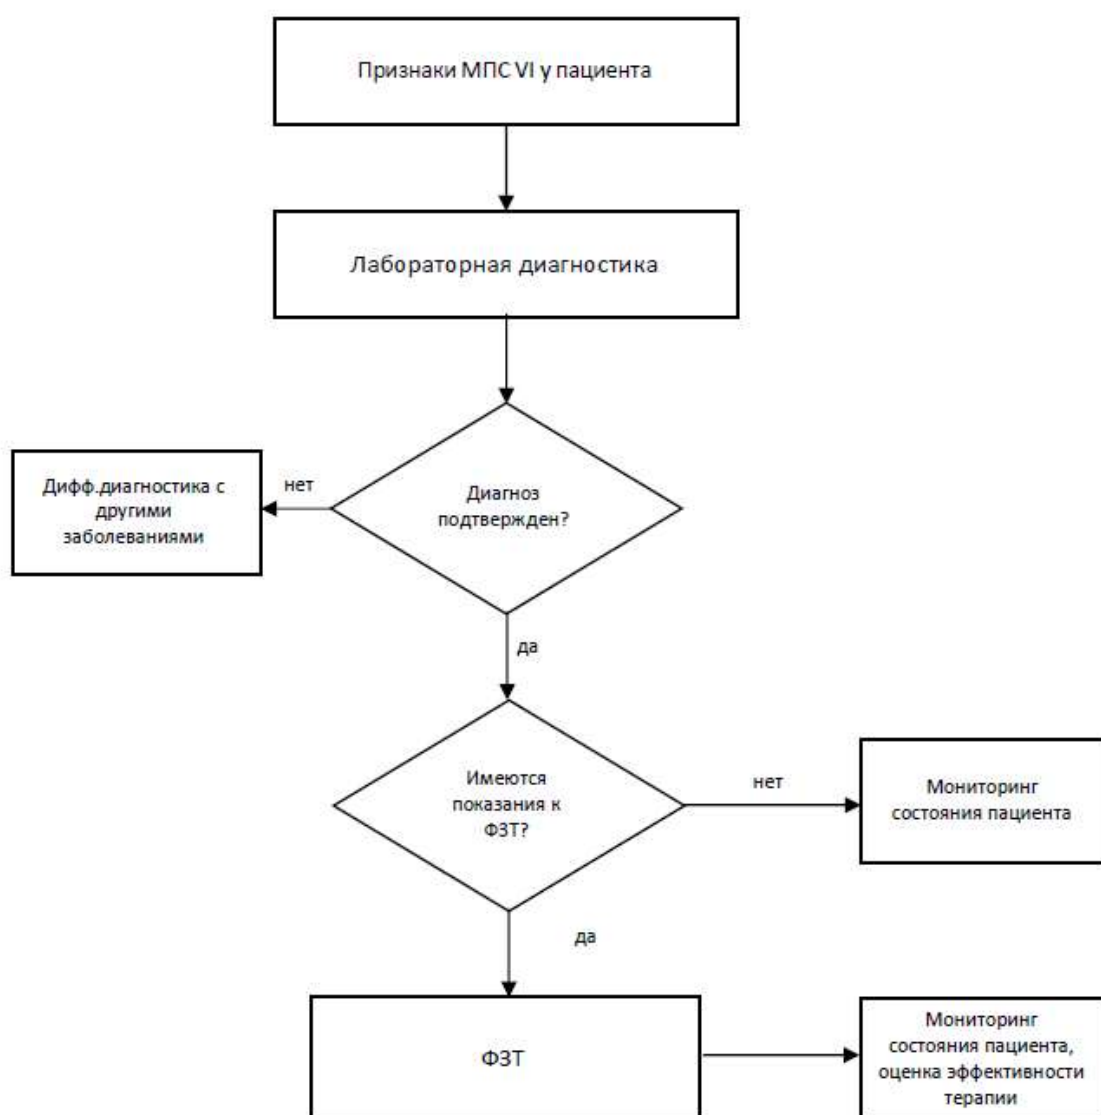 Признаки МПС VI у пациента
Лабораторная диагностика
Диагноз
подтвержден?
нет
Дифф.диагностика с
другими
заболеваниями
да
Имеются
показания к
ФЗТ?
нет
Мониторинг
состояния пациента
да
ФЗТ
Мониторинг
состояния пациента,
оценка эффективности
терапии